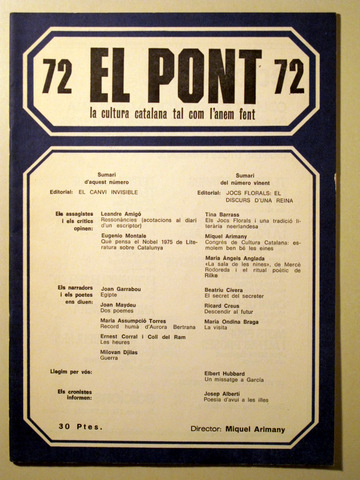 72 EL PONT 72
la cultura catalana tal com l'anem fent
Sumari
d'aquest número
Editorial: EL CANVI INVISIBLE
Els assagistes
i els crítics
opinen:
Leandre Amigó
Ressonàncies (acotacions al diari
d'un escriptor)
Eugenio Montale
Què pensa el Nobel 1975 de Lite-
ratura sobre Catalunya
Els narradors
i els poetes
ens diuen:
Joan Garrabou
Egipte
Joan Maydeu
Dos poemes
Maria Assumpció Torres
Record humà d'Aurora Bertrana
Ernest Corral i Coll del Ram
Les heures
Milovan Djilas
Guerra
Llegim per vós:
Els cronistes
informen:
Sumari
del número vinent
Editorial: JOCS FLORALS: EL
DISCURS D'UNA REINA
Tina Barrass
Els Jocs Florals i una tradició li-
terària neerlandesa
Miquel Arimany
Congrés de Cultura Catalana: es-
molem ben bé les eines
Maria Àngels Anglada
«La sala de les nines», de Mercè
Rodoreda i el ritual poètic de
Rilke
Beatriu Civera
El secret del secreter
Ricard Creus
Descendir al futur
Maria Ondina Braga
La visita
Elbert Hubbard
Un missatge a García
Josep Albertí
Poesia d'avui a les illes
30 Ptes.
Director: Miquel Arimany